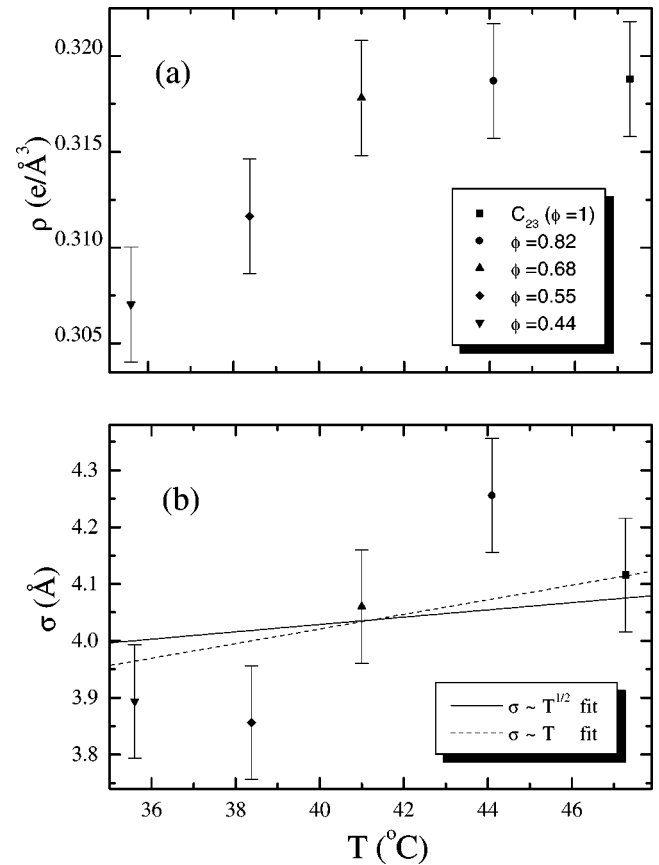 (a)
0.320
0.315
0.310
0.305
ρ (e/Å³)
C₂₃ (ϕ=1)
ϕ=0.82
ϕ=0.68
ϕ=0.55
ϕ=0.44
(b)
4.3
4.2
4.1
4.0
3.9
3.8
σ (Å)
σ ~ T^{1/2} fit
σ ~ T fit
36 38 40 42 44 46
T (°C)